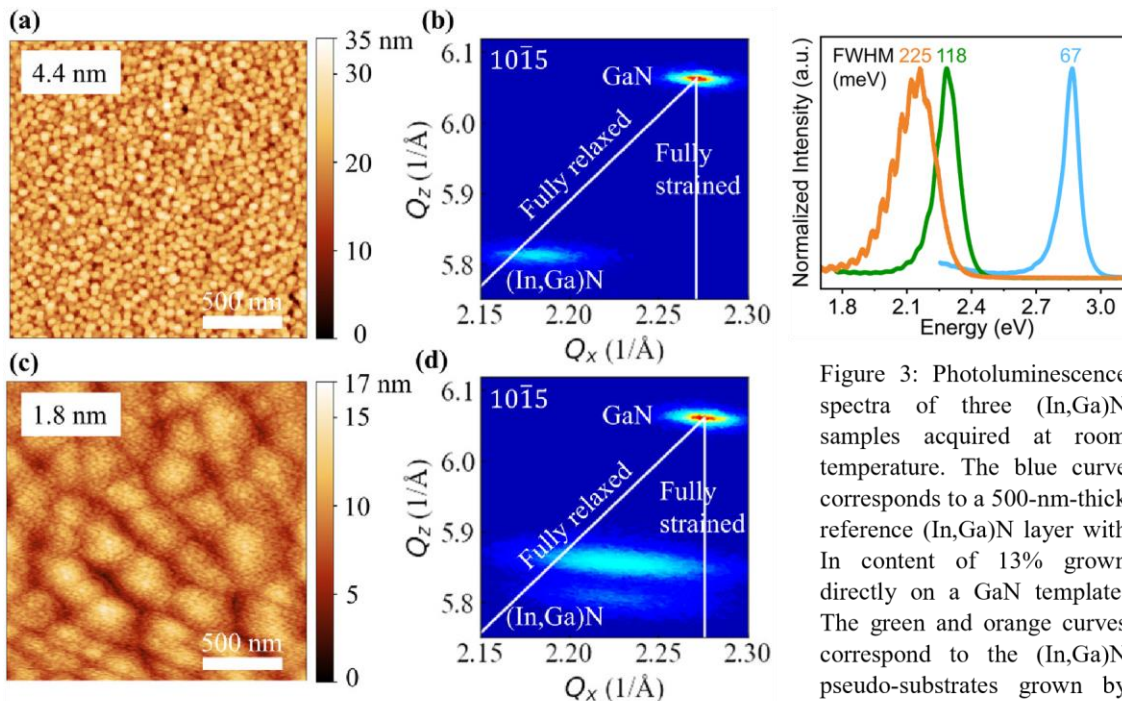 (a)
4.4 nm
500 nm
35 nm
30
20
10
0
(b)
101̄5
GaN
Fully relaxed
Fully
strained
(In,Ga)N
6.1
6.0
5.9
5.8
Qz (1/Å)
2.15 2.20 2.25 2.30
Qx (1/Å)
(c)
1.8 nm
500 nm
17 nm
15
10
5
0
(d)
101̄5
GaN
Fully relaxed
Fully
strained
(In,Ga)N
6.1
6.0
5.9
5.8
Qz (1/Å)
2.15 2.20 2.25 2.30
Qx (1/Å)
FWHM 225 118 67
(meV)
Normalized Intensity (a.u.)
1.8 2.1 2.4 2.7 3.0
Energy (eV)
Figure 3: Photoluminescence
spectra of three (In,Ga)N
samples acquired at room
temperature. The blue curve
corresponds to a 500-nm-thick
reference (In,Ga)N layer with
In content of 13% grown
directly on a GaN template.
The green and orange curves
correspond to the (In,Ga)N
pseudo-substrates grown by